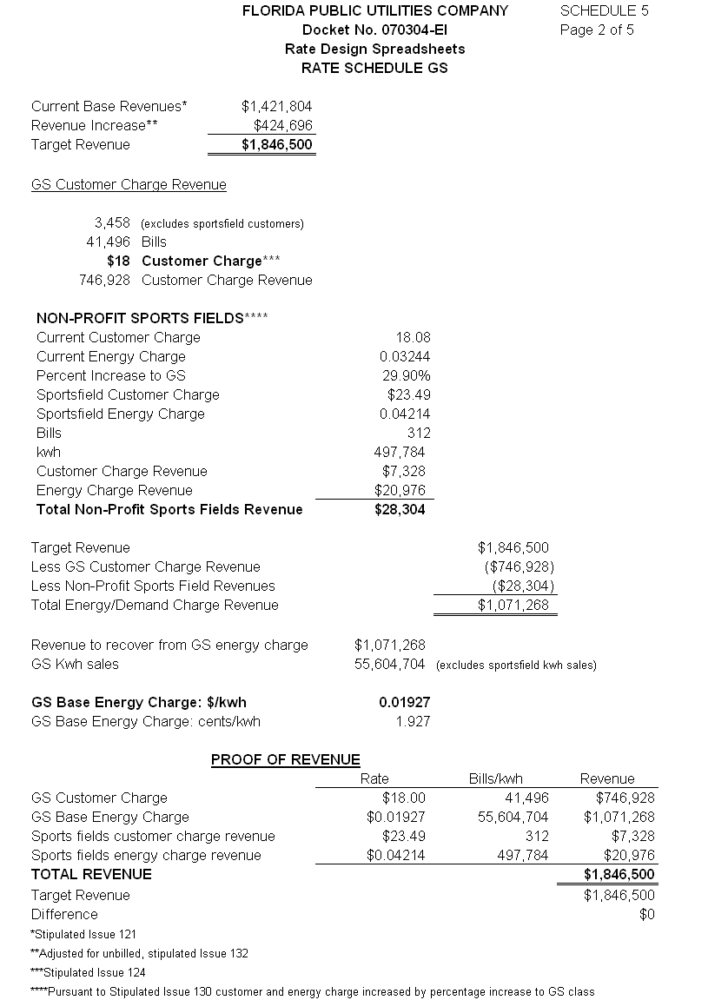 FLORIDA PUBLIC UTILITIES COMPANY SCHEDULE 5
Docket No. 070304-EI Page 2 of 5
Rate Design Spreadsheets
RATE SCHEDULE GS
Current Base Revenues* $1,421,804
Revenue Increase** $424,696
Target Revenue $1,846,500
GS Customer Charge Revenue
3,458 (excludes sportsfield customers)
41,496 Bills
$18 Customer Charge***
746,928 Customer Charge Revenue
NON-PROFIT SPORTS FIELDS****
Current Customer Charge 18.08
Current Energy Charge 0.03244
Percent Increase to GS 29.90%
Sportsfield Customer Charge $23.49
Sportsfield Energy Charge 0.04214
Bills 312
kwh 497,784
Customer Charge Revenue $7,328
Energy Charge Revenue $20,976
Total Non-Profit Sports Fields Revenue $28,304
Target Revenue $1,846,500
Less GS Customer Charge Revenue ($746,928)
Less Non-Profit Sports Field Revenues ($28,304)
Total Energy/Demand Charge Revenue $1,071,268
Revenue to recover from GS energy charge $1,071,268
GS Kwh sales 55,604,704 (excludes sportsfield kwh sales)
GS Base Energy Charge: $/kwh 0.01927
GS Base Energy Charge: cents/kwh 1.927
PROOF OF REVENUE
Rate Bills/kwh Revenue
GS Customer Charge $18.00 41,496 $746,928
GS Base Energy Charge $0.01927 55,604,704 $1,071,268
Sports fields customer charge revenue $23.49 312 $7,328
Sports fields energy charge revenue $0.04214 497,784 $20,976
TOTAL REVENUE $1,846,500
Target Revenue $1,846,500
Difference $0
*Stipulated Issue 121
**Adjusted for unbilled, stipulated Issue 132
***Stipulated Issue 124
****Pursuant to Stipulated Issue 130 customer and energy charge increased by percentage increase to GS class